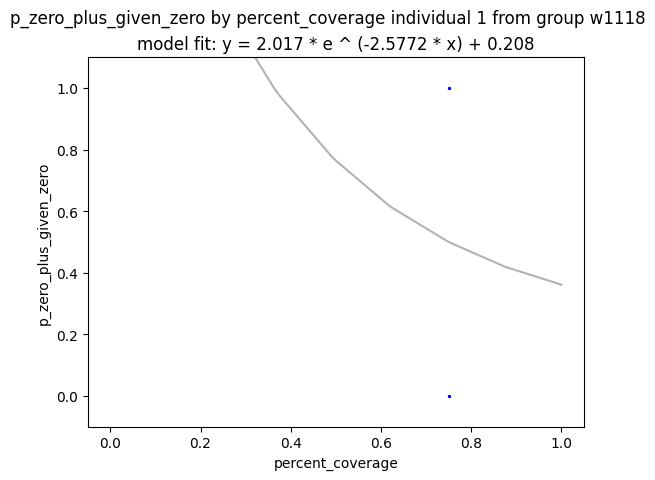 p_zero_plus_given_zero by percent_coverage individual 1 from group w1118
model fit: y = 2.017 * e ^ (-2.5772 * x) + 0.208
1.0
0.8
0.6
0.4
0.2
0.0
p_zero_plus_given_zero
0.0 0.2 0.4 0.6 0.8 1.0
percent_coverage